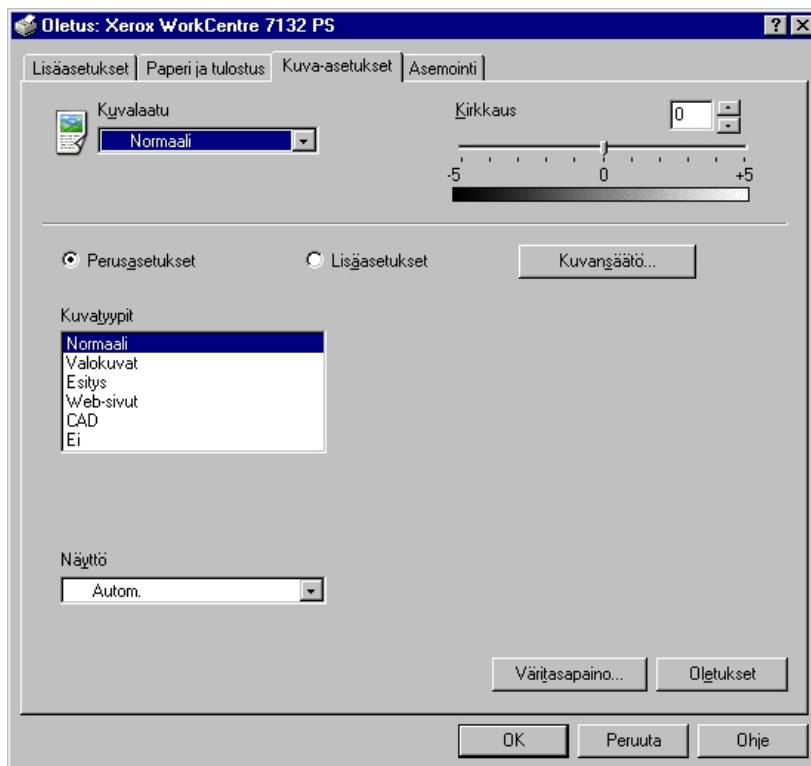 Oletus: Xerox WorkCentre 7132 PS
Lisäasetukset Paperi ja tulostus Kuva-asetukset Asemointi
Kuvalaatu Kirkkaus 0
Normaali
-5 0 +5
Perusasetukset Lisäasetukset Kuvansäätö...
Kuvatyypit
Normaali
Valokuvat
Esitys
Web-sivut
CAD
Ei
Näyttö
Autom.
Väritasapaino... Oletukset
OK Peruuta Ohje